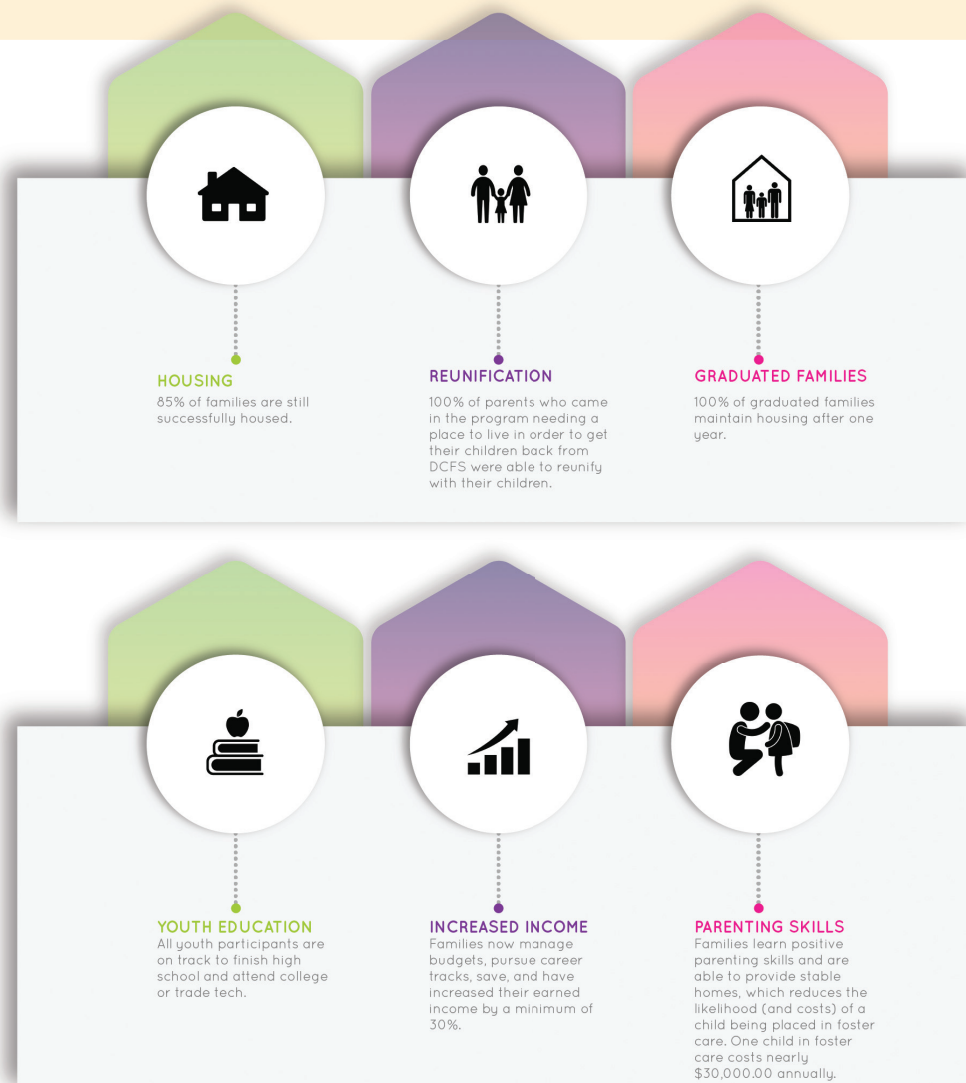 HOUSING
85% of families are still
successfully housed.
REUNIFICATION
100% of parents who came
in the program needing a
place to live in order to get
their children back from
DCFS were able to reunify
with their children.
GRADUATED FAMILIES
100% of graduated families
maintain housing after one
year.
YOUTH EDUCATION
All youth participants are
on track to finish high
school and attend college
or trade tech.
INCREASED INCOME
Families now manage
budgets, pursue career
tracks, save, and have
increased their earned
income by a minimum of
30%.
PARENTING SKILLS
Families learn positive
parenting skills and are
able to provide stable
homes, which reduces the
likelihood (and costs) of a
child being placed in foster
care. One child in foster
care costs nearly
$30,000.00 annually.